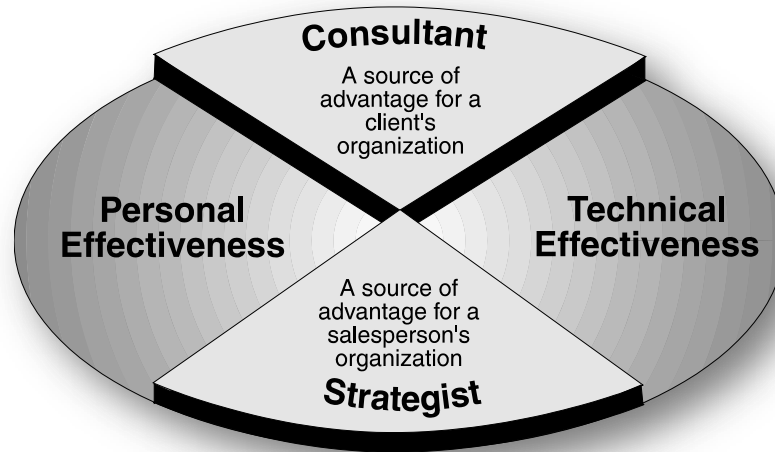 Consultant
A source of
advantage for a
client's
organization
Personal
Effectiveness
Technical
Effectiveness
A source of
advantage for a
salesperson's
organization
Strategist